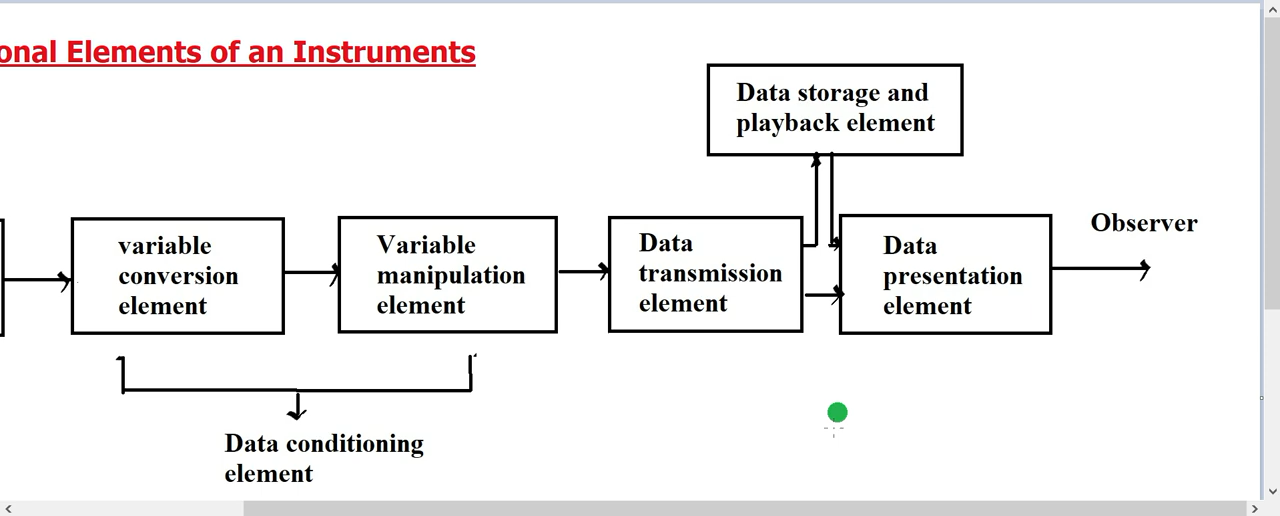 onal Elements of an Instruments
Data storage and
playback element
Observer
variable
conversion
element
Variable
manipulation
element
Data
transmission
element
Data
presentation
element
Data conditioning
element